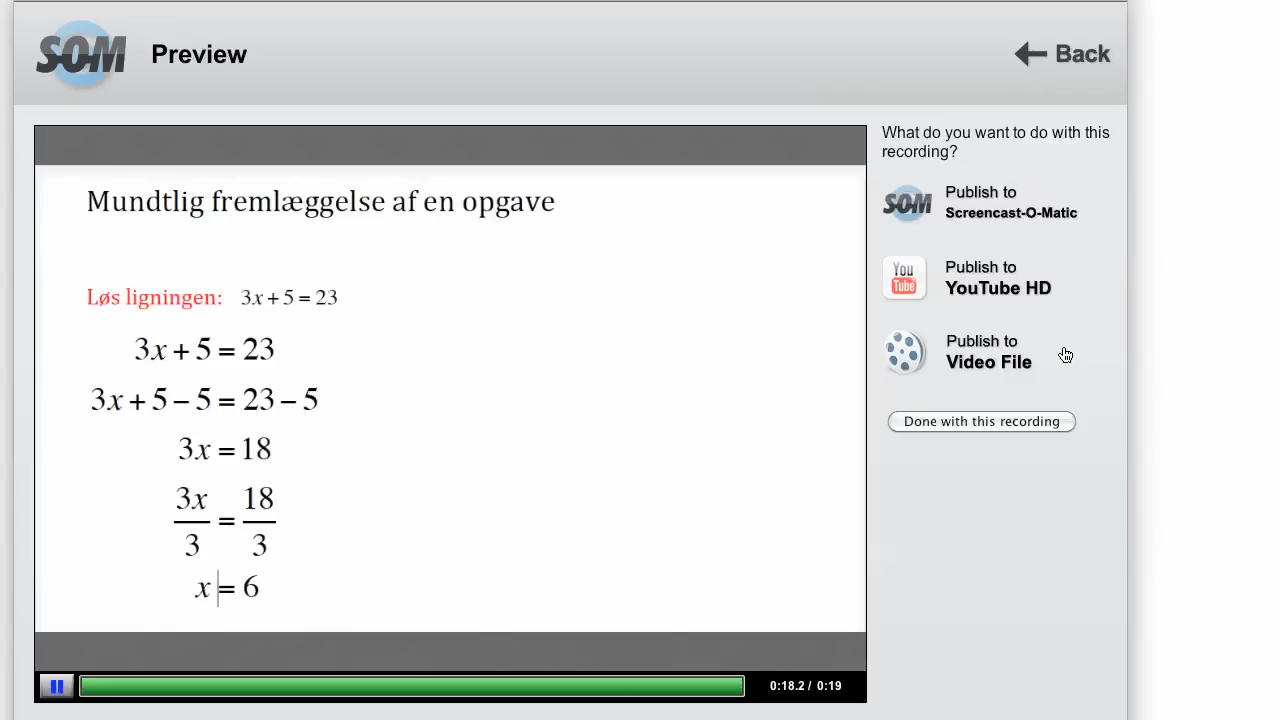 SOM Preview
Back
What do you want to do with this
recording?
Publish to
Screencast-O-Matic
SOM
Publish to
YouTube HD
You
Tube
Publish to
Video File
Done with this recording
Mundtlig fremlæggelse af en opgave
Løs ligningen: 3x + 5 = 23
3x + 5 = 23
3x + 5 − 5 = 23 − 5
3x = 18
3x/3 = 18/3
x = 6
0:18.2 / 0:19